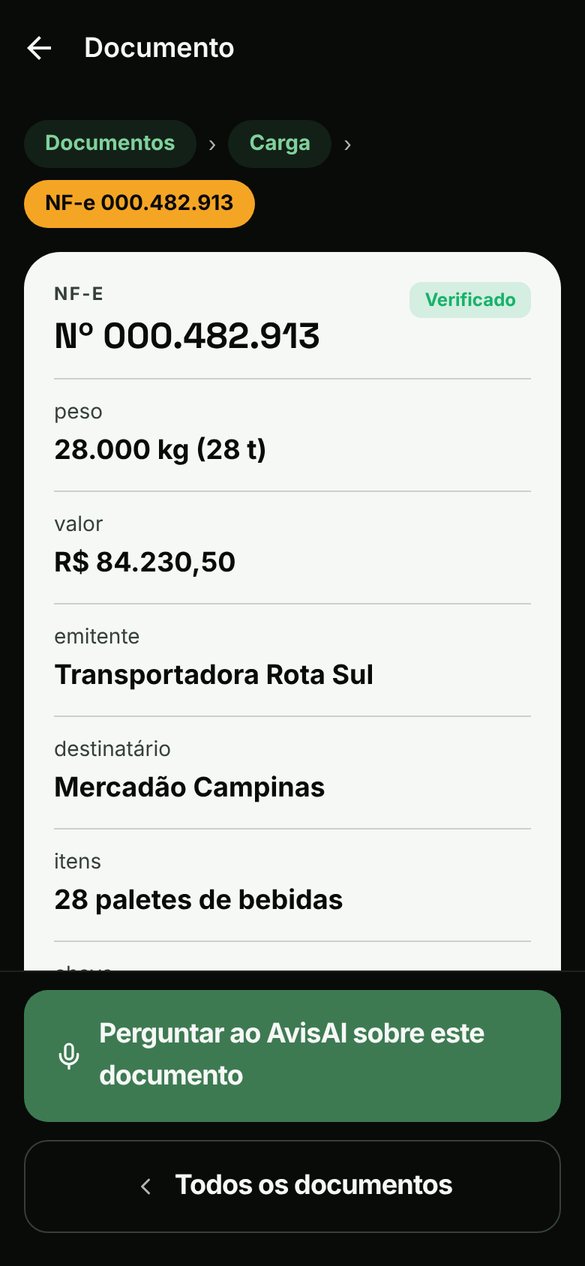 Documento
Documentos › Carga ›
NF-e 000.482.913
NF-E
Verificado
Nº 000.482.913
peso
28.000 kg (28 t)
valor
R$ 84.230,50
emitente
Transportadora Rota Sul
destinatário
Mercadão Campinas
itens
28 paletes de bebidas
Perguntar ao AvisAI sobre este
documento
Todos os documentos